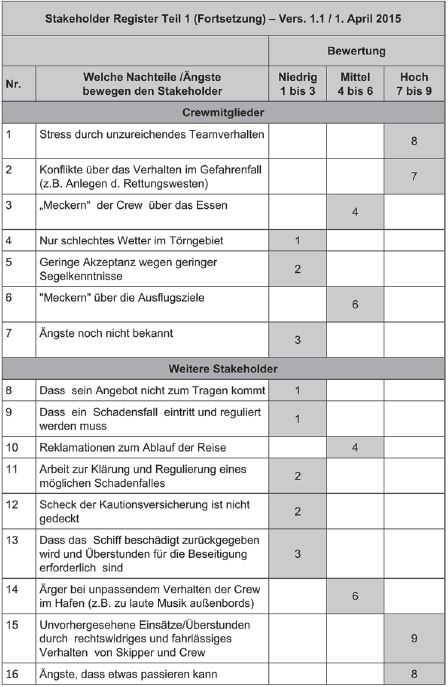 Stakeholder Register Teil 1 (Fortsetzung) – Vers. 1.1 / 1. April 2015
Bewertung
Nr.
Welche Nachteile /Ängste
bewegen den Stakeholder
Niedrig
1 bis 3
Mittel
4 bis 6
Hoch
7 bis 9
Crewmitglieder
1 Stress durch unzureichendes Teamverhalten 8
2 Konflikte über das Verhalten im Gefahrenfall
(z.B. Anlegen d. Rettungswesten) 7
3 „Meckern“ der Crew über das Essen 4
4 Nur schlechtes Wetter im Törngebiet 1
5 Geringe Akzeptanz wegen geringer
Segelkenntnisse 2
6 "Meckern" über die Ausflugsziele 6
7 Ängste noch nicht bekannt 3
Weitere Stakeholder
8 Dass sein Angebot nicht zum Tragen kommt 1
9 Dass ein Schadensfall eintritt und reguliert
werden muss 1
10 Reklamationen zum Ablauf der Reise 4
11 Arbeit zur Klärung und Regulierung eines
möglichen Schadenfalles 2
12 Scheck der Kautionsversicherung ist nicht
gedeckt 2
13 Dass das Schiff beschädigt zurückgegeben
wird und Überstunden für die Beseitigung
erforderlich sind 3
14 Ärger bei unpassendem Verhalten der Crew
im Hafen (z.B. zu laute Musik außenbords) 6
15 Unvorhergesehene Einsätze/Überstunden
durch rechtswidriges und fahrlässiges
Verhalten von Skipper und Crew 9
16 Ängste, dass etwas passieren kann 8